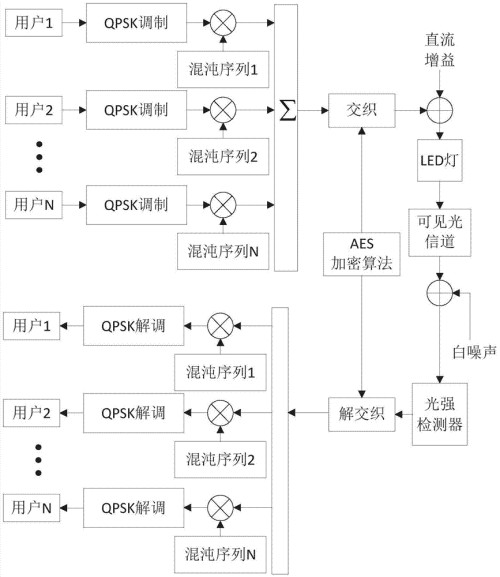 用户1
QPSK调制
混沌序列1
用户2
QPSK调制
混沌序列2
用户N
QPSK调制
混沌序列N
Σ
交织
直流
增益
LED灯
可见光
信道
AES
加密算法
白噪声
光强
检测器
解交织
用户1
QPSK解调
混沌序列1
用户2
QPSK解调
混沌序列2
用户N
QPSK解调
混沌序列N